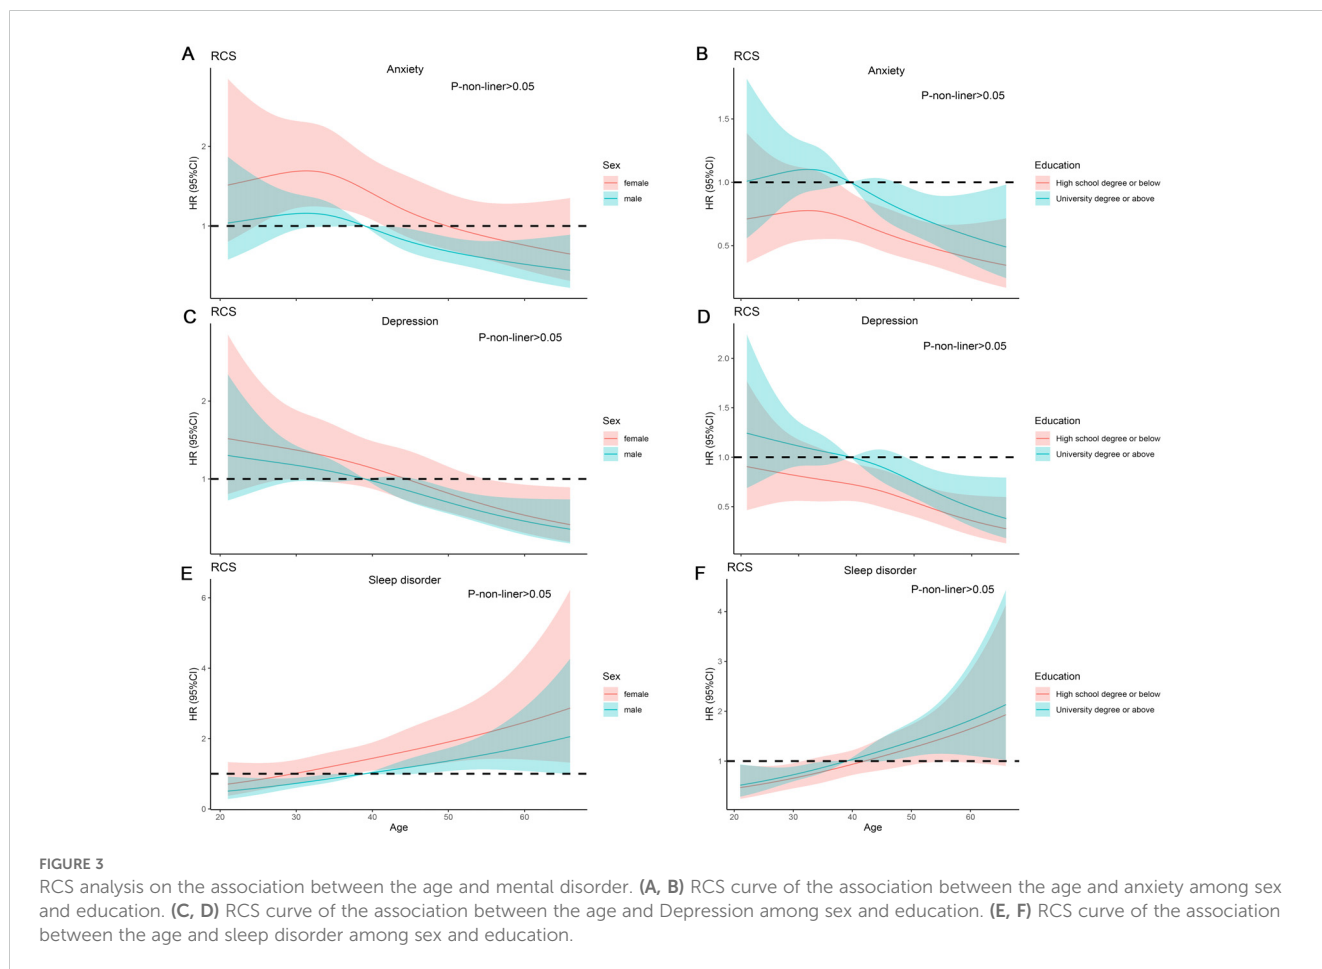 A
RCS
Anxiety
P-non-liner>0.05
HR (95%CI)
2
1
Sex
female
male
B
RCS
Anxiety
P-non-liner>0.05
HR (95%CI)
1.5
1.0
0.5
Education
High school degree or below
University degree or above
C
RCS
Depression
P-non-liner>0.05
HR (95%CI)
2
1
Sex
female
male
D
RCS
Depression
P-non-liner>0.05
HR (95%CI)
2.0
1.5
1.0
0.5
Education
High school degree or below
University degree or above
E
RCS
Sleep disorder
P-non-liner>0.05
HR (95%CI)
6
4
2
0
20 30 40 50 60
Age
Sex
female
male
F
RCS
Sleep disorder
P-non-liner>0.05
HR (95%CI)
4
3
2
1
20 30 40 50 60
Age
Education
High school degree or below
University degree or above
FIGURE 3
RCS analysis on the association between the age and mental disorder. (A, B) RCS curve of the association between the age and anxiety among sex
and education. (C, D) RCS curve of the association between the age and Depression among sex and education. (E, F) RCS curve of the association
between the age and sleep disorder among sex and education.